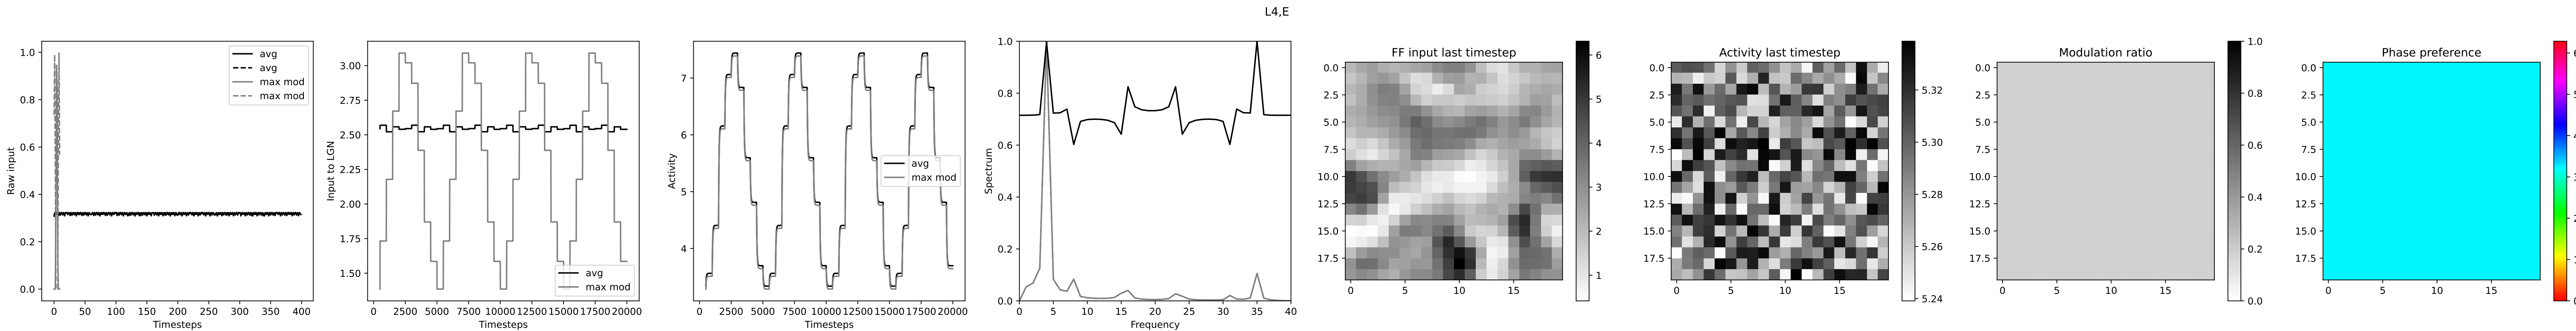 L4,E
Raw input
1.0
0.8
0.6
0.4
0.2
0.0
avg
avg
max mod
max mod
0 50 100 150 200 250 300 350 400
Timesteps
Input to LGN
3.00
2.75
2.50
2.25
2.00
1.75
1.50
avg
max mod
0 2500 5000 7500 10000 12500 15000 17500 20000
Timesteps
Activity
7
6
5
4
avg
max mod
0 2500 5000 7500 10000 12500 15000 17500 20000
Timesteps
Spectrum
1.0
0.8
0.6
0.4
0.2
0.0
0 5 10 15 20 25 30 35 40
Frequency
FF input last timestep
0.0
2.5
5.0
7.5
10.0
12.5
15.0
17.5
0 5 10 15
6
5
4
3
2
1
Activity last timestep
0.0
2.5
5.0
7.5
10.0
12.5
15.0
17.5
0 5 10 15
5.32
5.30
5.28
5.26
5.24
Modulation ratio
0.0
2.5
5.0
7.5
10.0
12.5
15.0
17.5
0 5 10 15
1.0
0.8
0.6
0.4
0.2
0.0
Phase preference
0.0
2.5
5.0
7.5
10.0
12.5
15.0
17.5
0 5 10 15